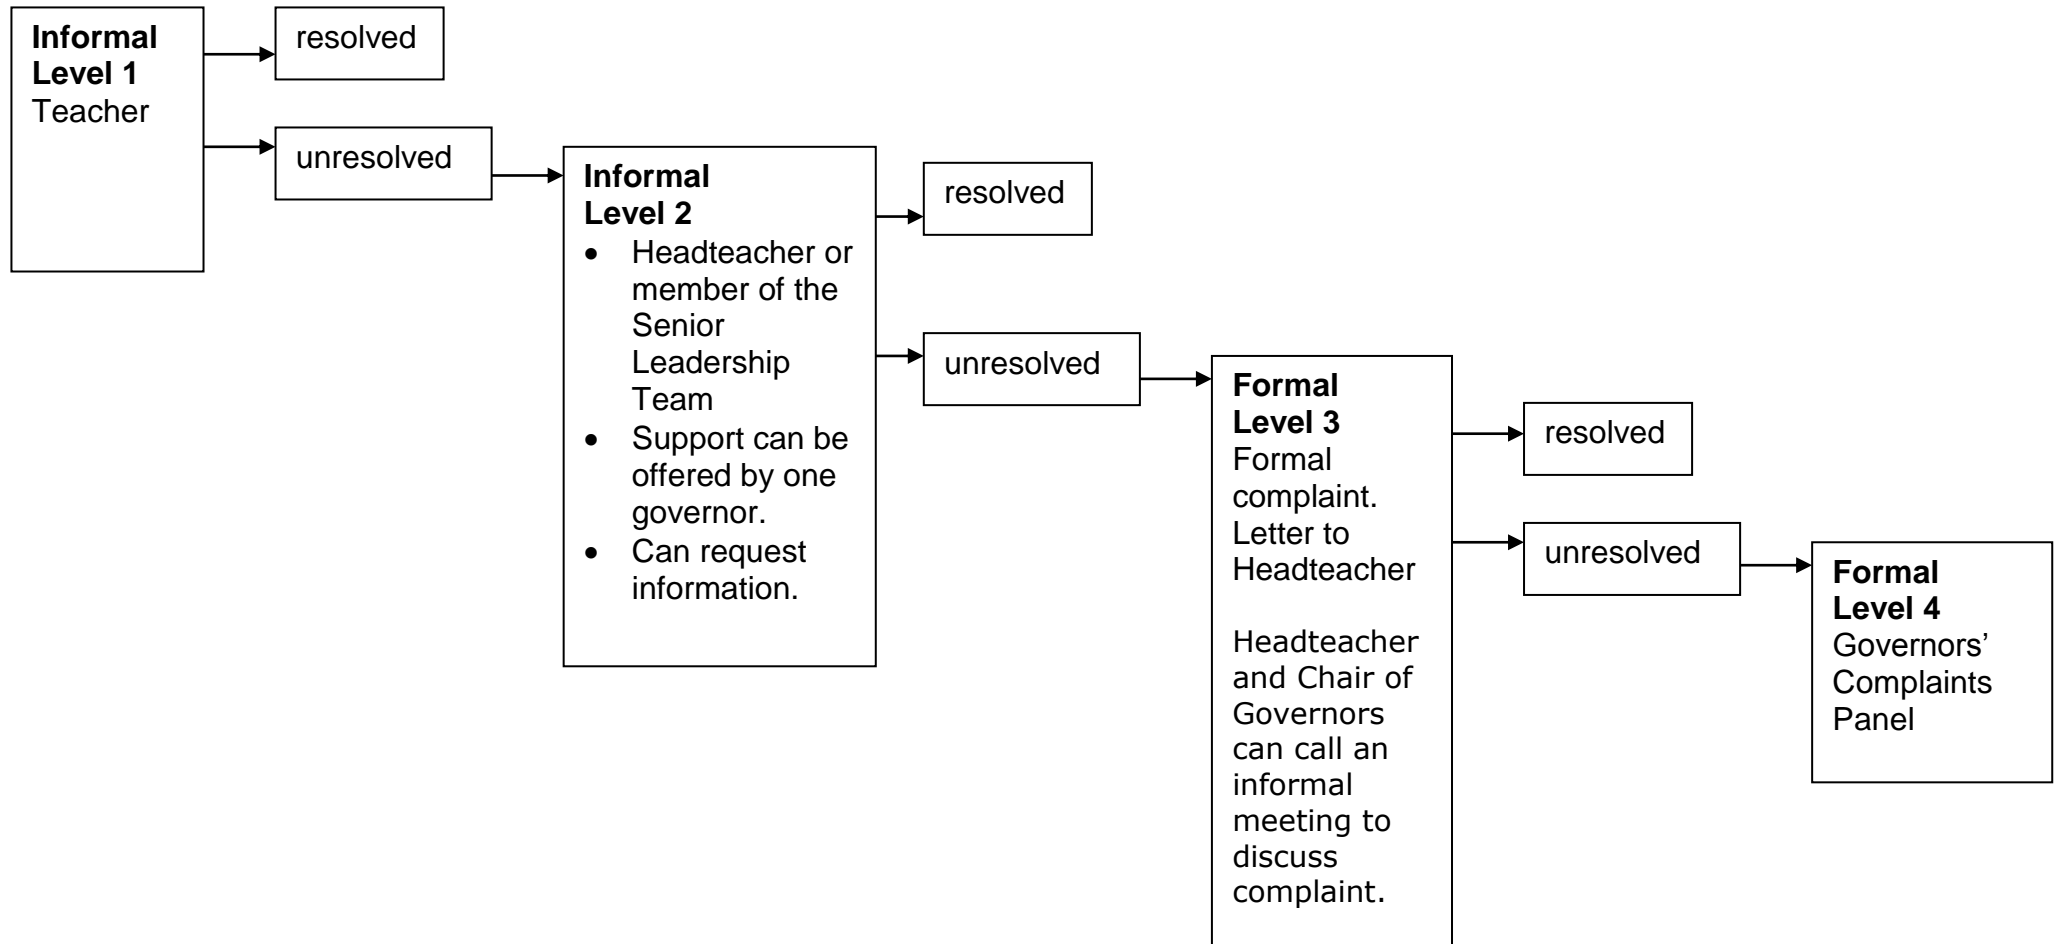 Informal
Level 1
Teacher
resolved
unresolved
Informal
Level 2
• Headteacher or
member of the
Senior
Leadership
Team
• Support can be
offered by one
governor.
• Can request
information.
resolved
unresolved
Formal
Level 3
Formal
complaint.
Letter to
Headteacher
Headteacher
and Chair of
Governors
can call an
informal
meeting to
discuss
complaint.
resolved
unresolved
Formal
Level 4
Governors’
Complaints
Panel